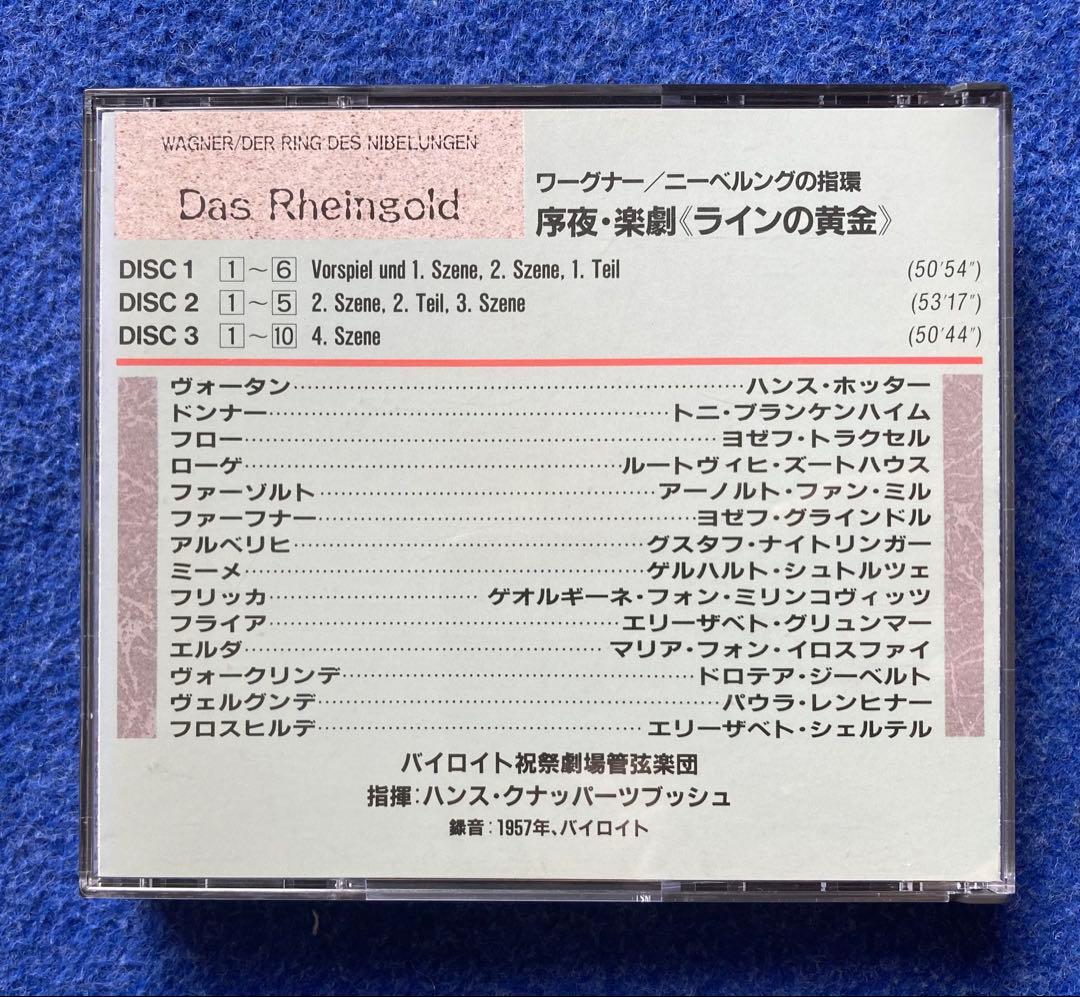 WAGNER/DER RING DES NIBELUNGEN
Das Rheingold
ワーグナー/ニーベルングの指環
序夜・楽劇《ラインの黄金》
DISC 1 1～6 Vorspiel und 1. Szene, 2. Szene, 1. Teil (50'54")
DISC 2 1～5 2. Szene, 2. Teil, 3. Szene (53'17")
DISC 3 1～10 4. Szene (50'44")
ヴォータン……ハンス・ホッター
ドンナー……トニ・ブランケンハイム
フロー……ヨゼフ・トラクセル
ローゲ……ルートヴィヒ・ズートハウス
ファーゾルト……アーノルト・ファン・ミル
ファーフナー……ヨゼフ・グラインドル
アルベリヒ……グスタフ・ナイトリンガー
ミーメ……ゲルハルト・シュトルツェ
フリッカ……ゲオルギーネ・フォン・ミリンコヴィッツ
フライア……エリーザベト・グリュンマー
エルダ……マリア・フォン・イロスファイ
ヴォークリンデ……ドロテア・ジーベルト
ヴェルグンデ……パウラ・レンヒナー
フロスヒルデ……エリーザベト・シェルテル
バイロイト祝祭劇場管弦楽団
指揮：ハンス・クナッパーツブッシュ
録音：1957年、バイロイト